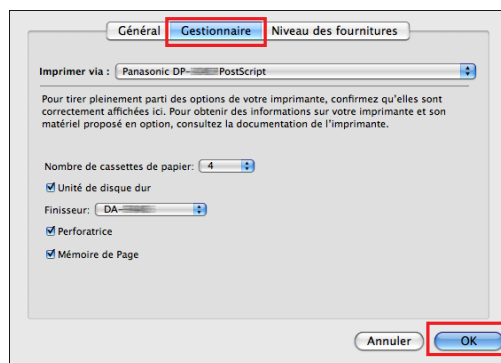 Général Gestionnaire Niveau des fournitures
Imprimer via : Panasonic DP- PostScript
Pour tirer pleinement parti des options de votre imprimante, confirmez qu'elles sont
correctement affichées ici. Pour obtenir des informations sur votre imprimante et son
matériel proposé en option, consultez la documentation de l'imprimante.
Nombre de cassettes de papier: 4
Unité de disque dur
Finisseur: DA-
Perforatrice
Mémoire de Page
Annuler OK